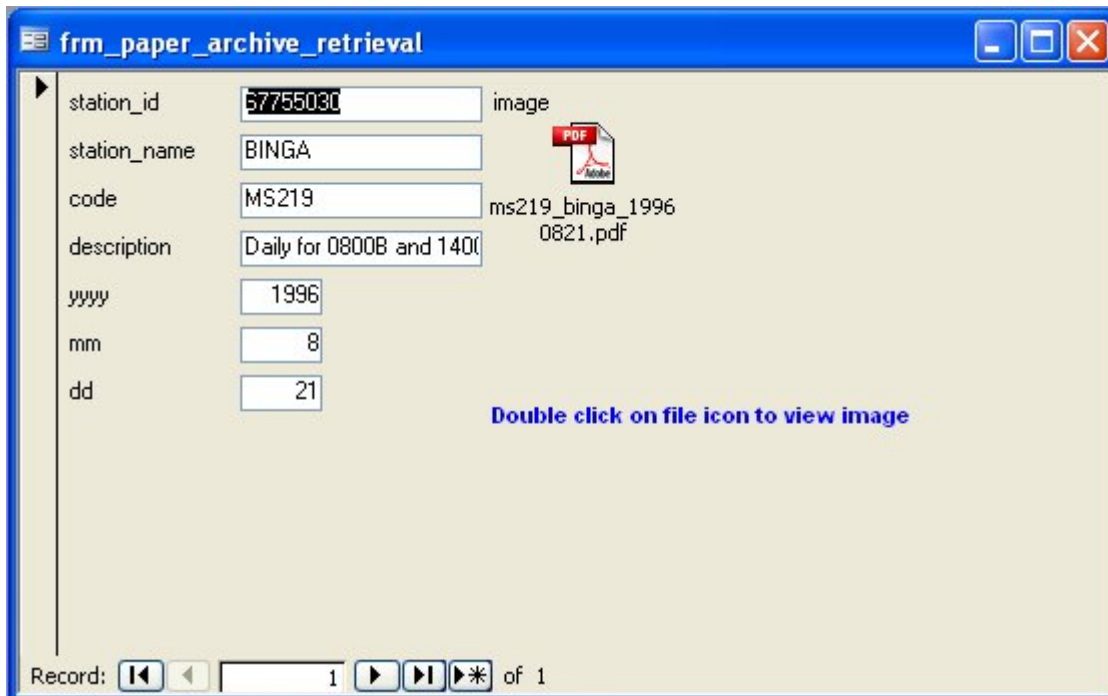 frm_paper_archive_retrieval
station_id 67755030 image
station_name BINGA
PDF
Adobe
code MS219
ms219_binga_1996
0821.pdf
description Daily for 0800B and 140
yyyy 1996
mm 8
dd 21
Double click on file icon to view image
Record: 1 of 1